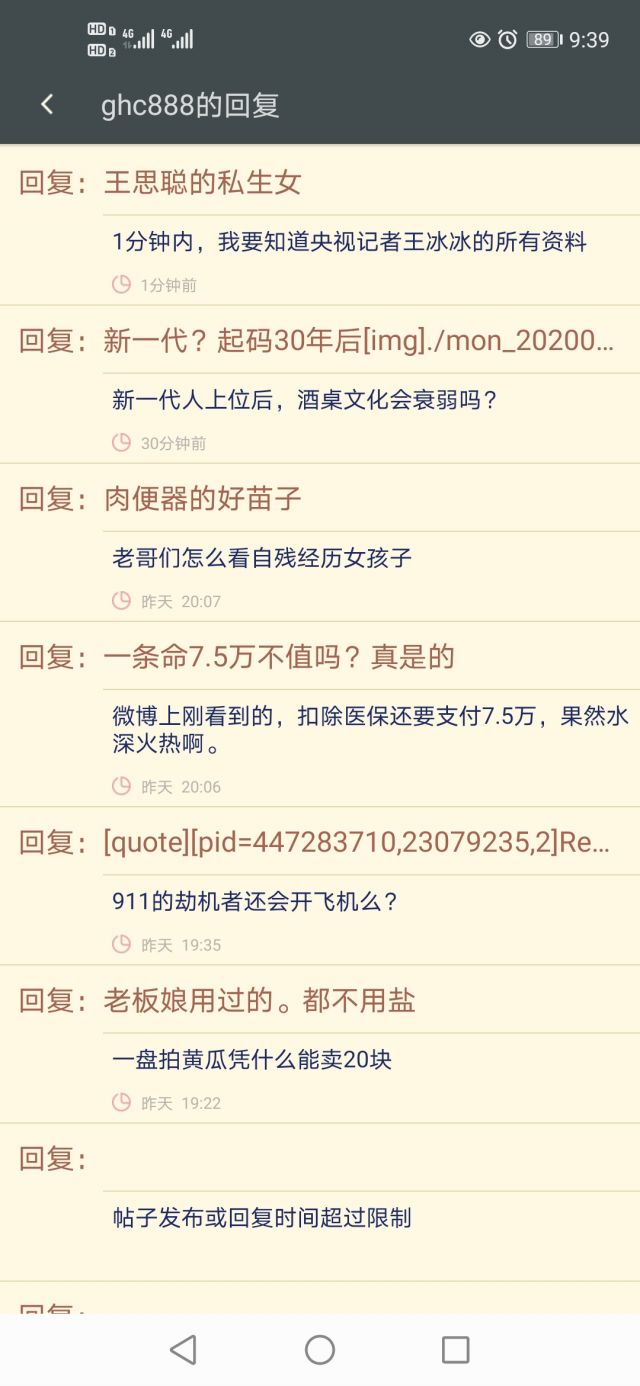 HD 1 4G 4G 89 9:39
HD 2
ghc888的回复
回复：王思聪的私生女
1分钟内，我要知道央视记者王冰冰的所有资料
1分钟前
回复：新一代？起码30年后[img]./mon_20200...
新一代人上位后，酒桌文化会衰弱吗？
30分钟前
回复：肉便器的好苗子
老哥们怎么看自残经历女孩子
昨天 20:07
回复：一条命7.5万不值吗？真是的
微博上刚看到的，扣除医保还要支付7.5万，果然水
深火热啊。
昨天 20:06
回复：[quote][pid=447283710,23079235,2]Re...
911的劫机者还会开飞机么？
昨天 19:35
回复：老板娘用过的。都不用盐
一盘拍黄瓜凭什么能卖20块
昨天 19:22
回复：
帖子发布或回复时间超过限制
回复：